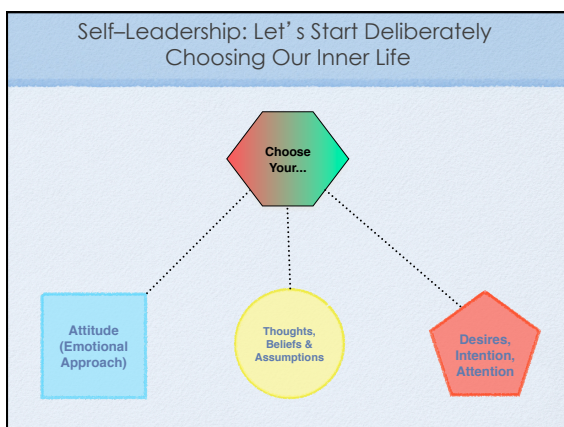 Self–Leadership: Let’s Start Deliberately
Choosing Our Inner Life
Choose
Your...
Attitude
(Emotional
Approach)
Thoughts,
Beliefs &
Assumptions
Desires,
Intention,
Attention